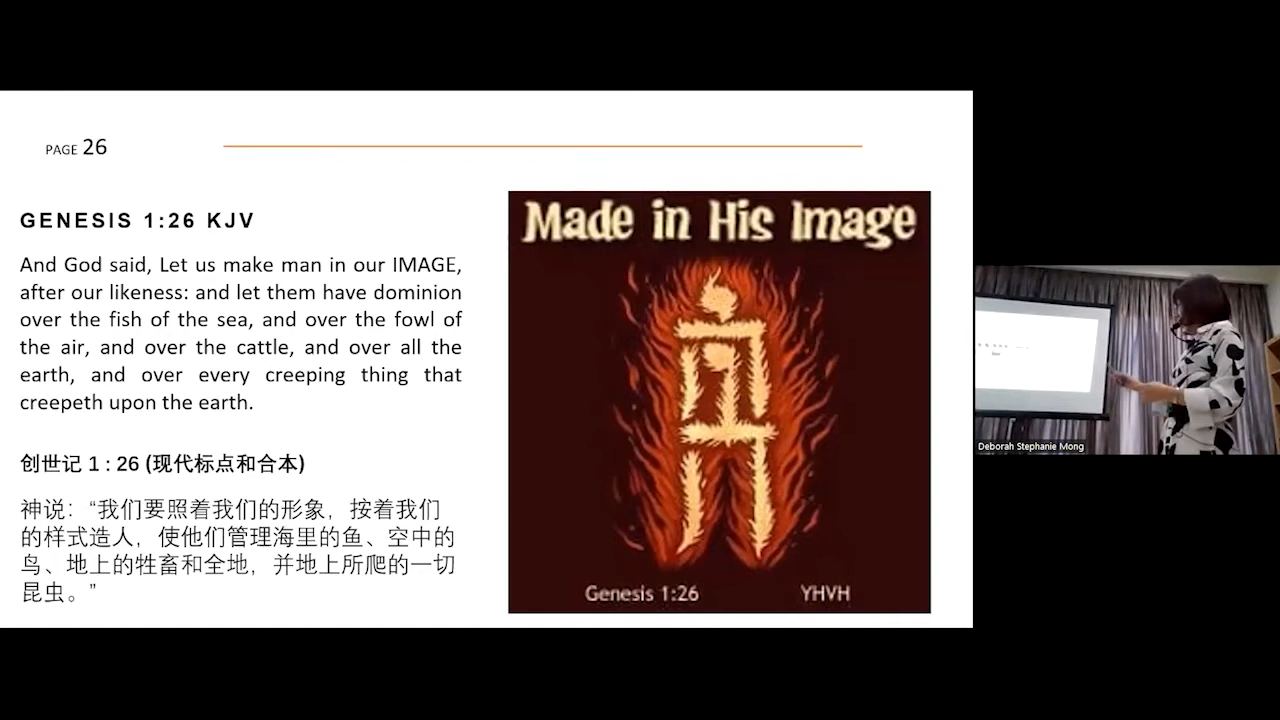 PAGE 26
GENESIS 1:26 KJV
And God said, Let us make man in our IMAGE,
after our likeness: and let them have dominion
over the fish of the sea, and over the fowl of
the air, and over the cattle, and over all the
earth, and over every creeping thing that
creepeth upon the earth.
创世记 1 : 26 (现代标点和合本)
神说：“我们要照着我们的形象，按着我们
的样式造人，使他们管理海里的鱼、空中的
鸟、地上的牲畜和全地，并地上所爬的一切
昆虫。”
Made in His Image
Genesis 1:26 YHVH
Deborah Stephanie Mong